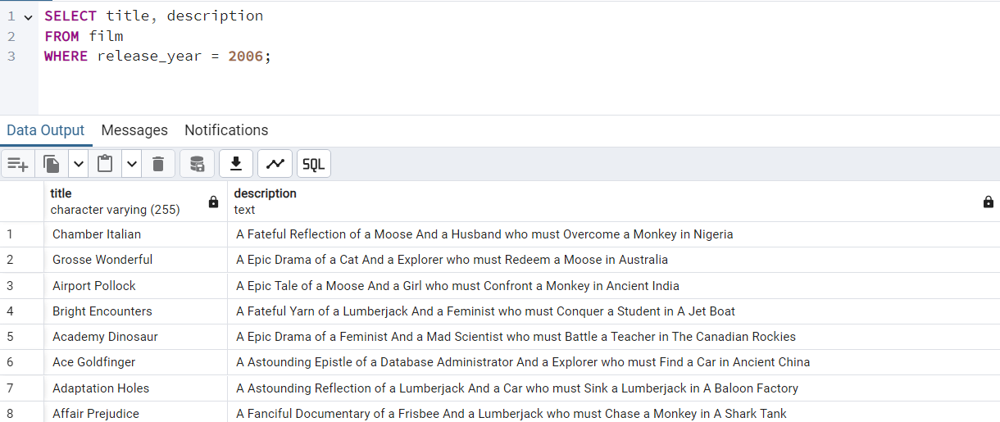 1 SELECT title, description
2 FROM film
3 WHERE release_year = 2006;
Data Output Messages Notifications
SQL
title description
character varying (255) text
1 Chamber Italian A Fateful Reflection of a Moose And a Husband who must Overcome a Monkey in Nigeria
2 Grosse Wonderful A Epic Drama of a Cat And a Explorer who must Redeem a Moose in Australia
3 Airport Pollock A Epic Tale of a Moose And a Girl who must Confront a Monkey in Ancient India
4 Bright Encounters A Fateful Yarn of a Lumberjack And a Feminist who must Conquer a Student in A Jet Boat
5 Academy Dinosaur A Epic Drama of a Feminist And a Mad Scientist who must Battle a Teacher in The Canadian Rockies
6 Ace Goldfinger A Astounding Epistle of a Database Administrator And a Explorer who must Find a Car in Ancient China
7 Adaptation Holes A Astounding Reflection of a Lumberjack And a Car who must Sink a Lumberjack in A Baloon Factory
8 Affair Prejudice A Fanciful Documentary of a Frisbee And a Lumberjack who must Chase a Monkey in A Shark Tank